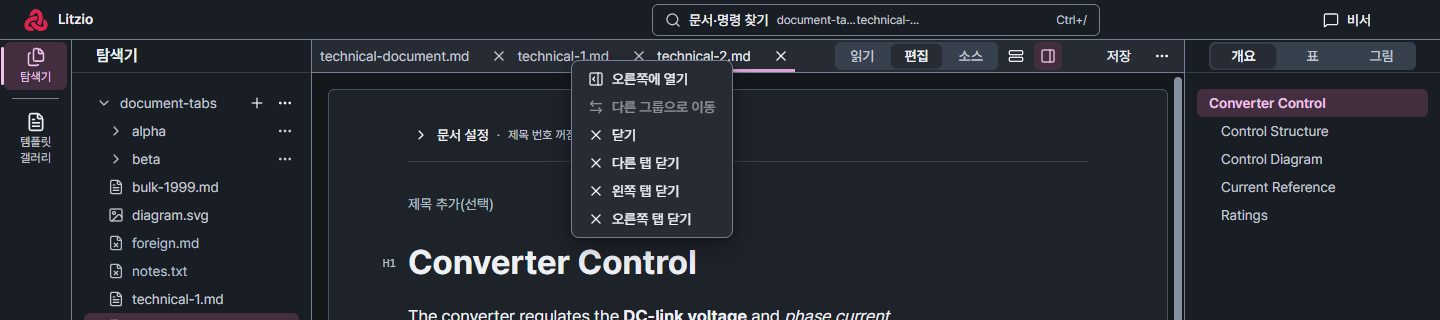 Litzio
문서·명령 찾기 document-ta...technical-... Ctrl+/
비서
탐색기
템플릿
갤러리
탐색기
document-tabs
alpha
beta
bulk-1999.md
diagram.svg
foreign.md
notes.txt
technical-1.md
technical-document.md technical-1.md technical-2.md
읽기 편집 소스
저장
오른쪽에 열기
다른 그룹으로 이동
닫기
다른 탭 닫기
왼쪽 탭 닫기
오른쪽 탭 닫기
문서 설정 · 제목 번호 꺼짐
제목 추가(선택)
H1 Converter Control
The converter regulates the DC-link voltage and phase current
개요 표 그림
Converter Control
Control Structure
Control Diagram
Current Reference
Ratings